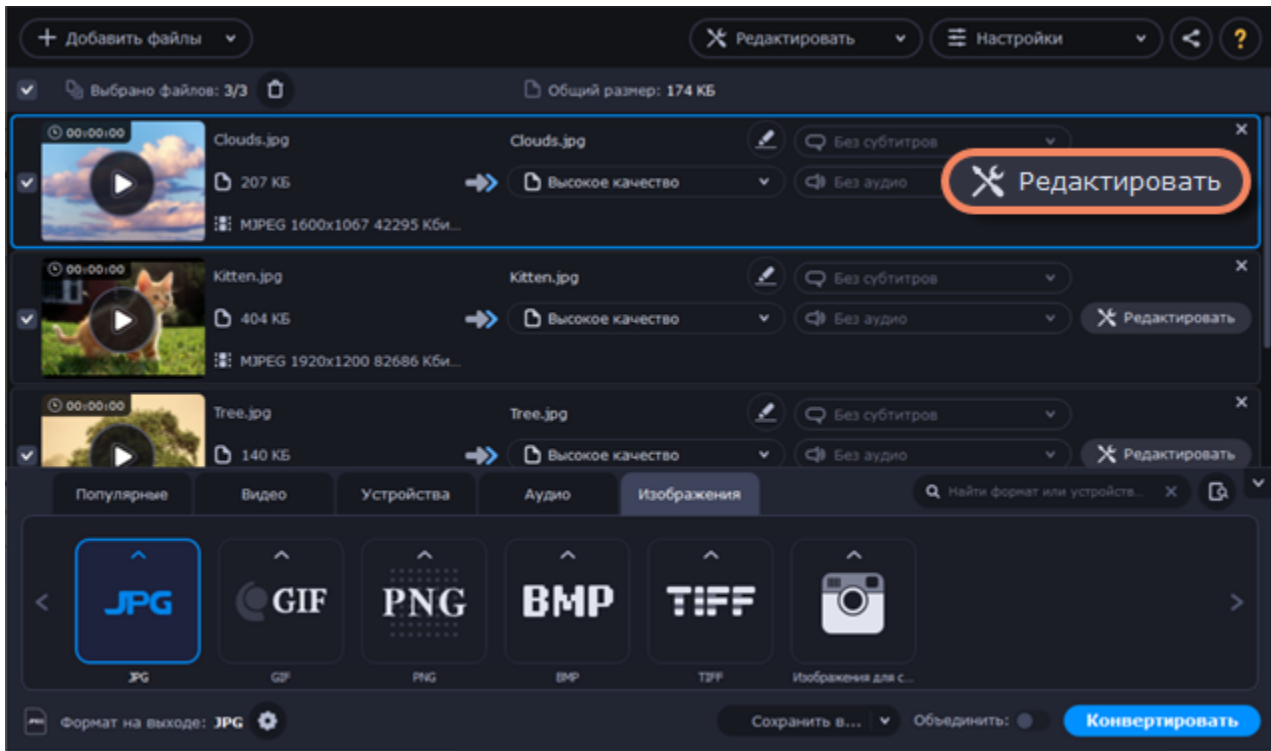 Добавить файлы
Редактировать
Настройки
?
Выбрано файлов: 3/3
Общий размер: 174 КБ
00:00:00
Clouds.jpg
Clouds.jpg
Без субтитров
207 КБ
Высокое качество
Без аудио
Редактировать
MJPEG 1600x1067 42295 Кби...
00:00:00
Kitten.jpg
Kitten.jpg
Без субтитров
404 КБ
Высокое качество
Без аудио
Редактировать
MJPEG 1920x1200 82686 Кби...
00:00:00
Tree.jpg
Tree.jpg
Без субтитров
140 КБ
Высокое качество
Без аудио
Редактировать
Популярные
Видео
Устройства
Аудио
Изображения
Найти формат или устройств...
JPG
GIF
PNG
BMP
TIFF
JPG
GIF
PNG
BMP
TIFF
Изображения для с...
Формат на выходе: JPG
Сохранить в...
Объединить:
Конвертировать